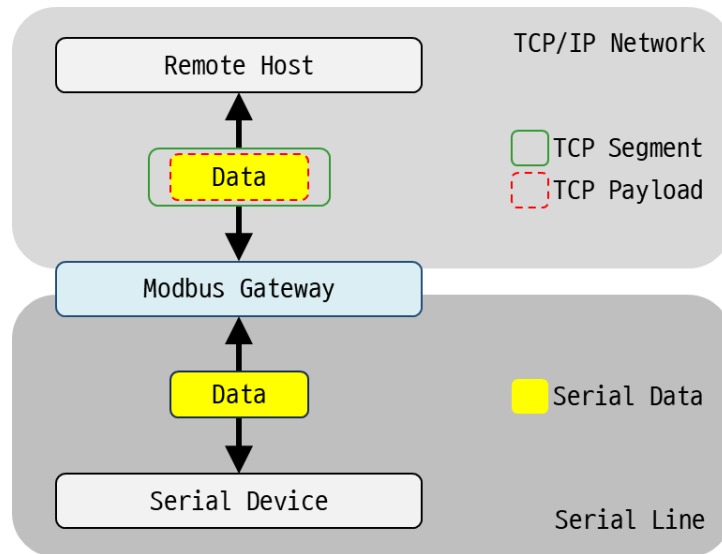 TCP/IP Network
Remote Host
Data
TCP Segment
TCP Payload
Modbus Gateway
Data
Serial Data
Serial Device
Serial Line